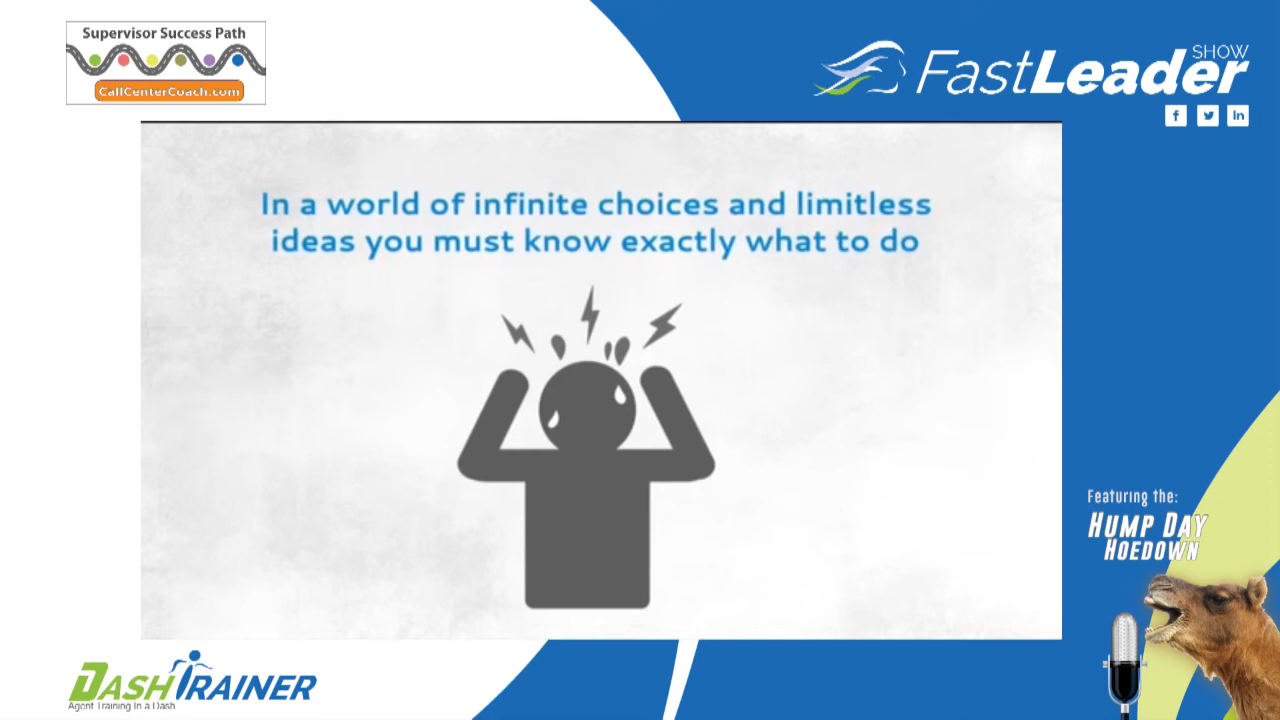 Supervisor Success Path
CallCenterCoach.com
SHOW
FastLeader
f
in
In a world of infinite choices and limitless
ideas you must know exactly what to do
Featuring the:
HUMP DAY
HOEDOWN
DASHTRAINER
Agent Training In a Dash